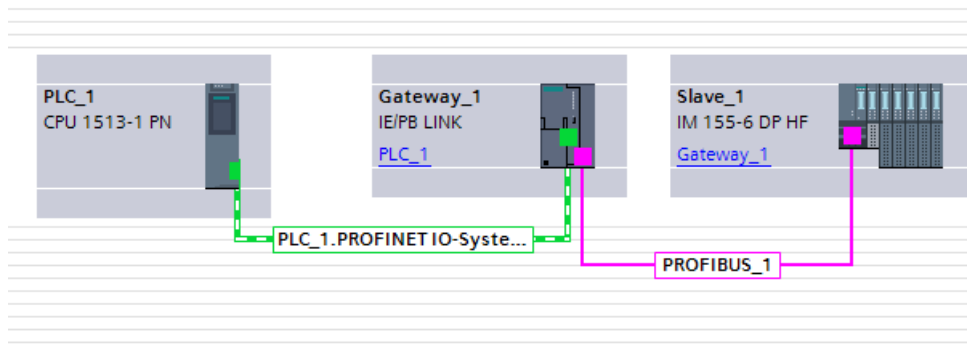 PLC_1
CPU 1513-1 PN
Gateway_1
IE/PB LINK
PLC_1
Slave_1
IM 155-6 DP HF
Gateway_1
PLC_1.PROFINET IO-Syste...
PROFIBUS_1